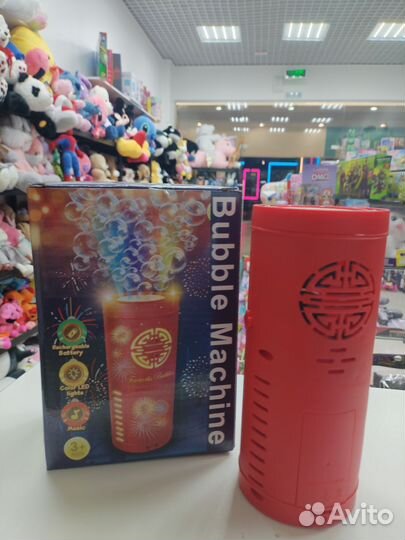 Bubble Machine
Rechargeable
Battery
Color LED
lights
Music
3+
Avito